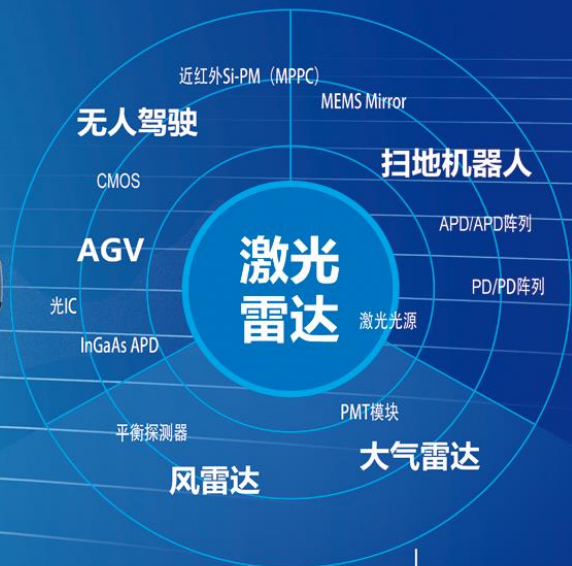 近红外Si-PM（MPPC）
MEMS Mirror
无人驾驶
扫地机器人
CMOS
APD/APD阵列
AGV
激光
雷达
PD/PD阵列
光IC
激光光源
InGaAs APD
PMT模块
平衡探测器
大气雷达
风雷达